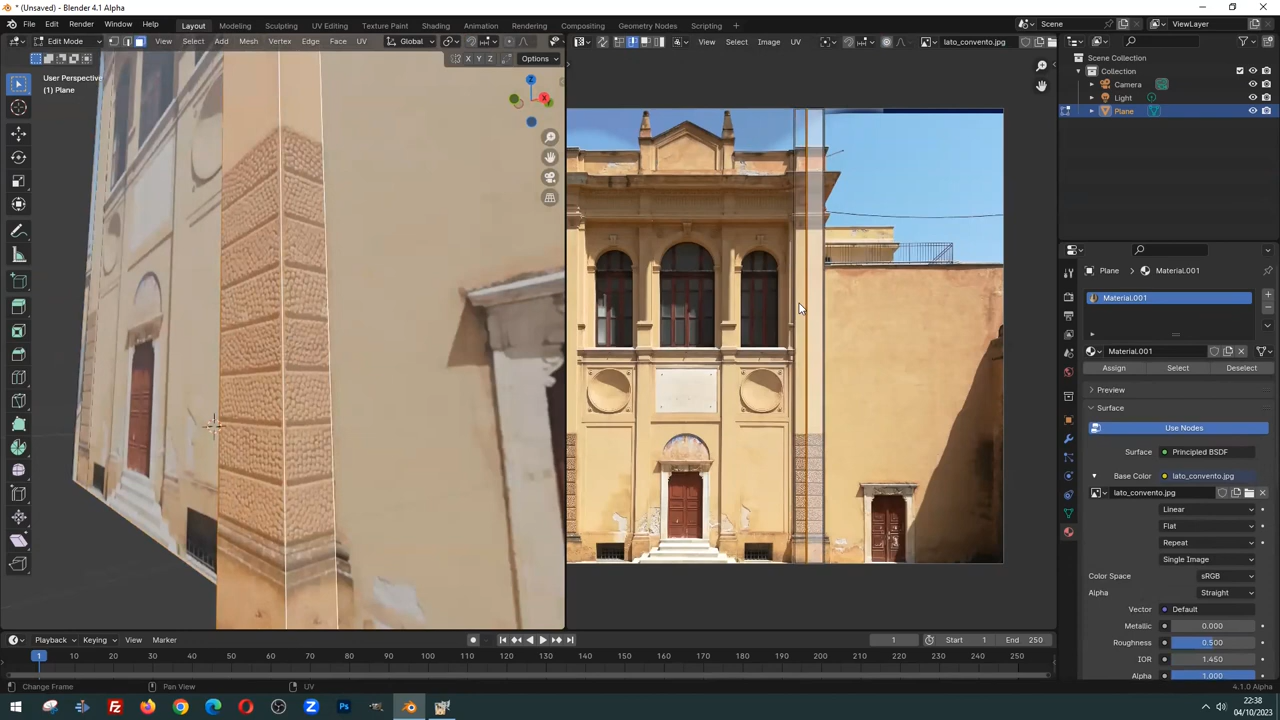 * (Unsaved) - Blender 4.1 Alpha
File Edit Render Window Help Layout Modeling Sculpting UV Editing Texture Paint Shading Animation Rendering Compositing Geometry Nodes Scripting Scene ViewLayer
Edit Mode View Select Add Mesh Vertex Edge Face UV Global View Select Image UV lato_convento.jpg
X Y Z Options
User Perspective
(1) Plane
Z
X
Scene Collection
Collection
Camera
Light
Plane
Plane Material.001
Material.001
Material.001
Assign Select Deselect
Preview
Surface
Use Nodes
Surface Principled BSDF
Base Color lato_convento.jpg
lato_convento.jpg
Linear
Flat
Repeat
Single Image
Color Space sRGB
Alpha Straight
Vector Default
Metallic 0.000
Roughness 0.500
IOR 1.450
Alpha 1.000
Playback Keying View Marker 1 Start 1 End 250
1 10 20 30 40 50 60 70 80 90 100 110 120 130 140 150 160 170 180 190 200 210 220 230 240 250
Change Frame Pan View UV 4.1.0 Alpha
22:38
04/10/2023